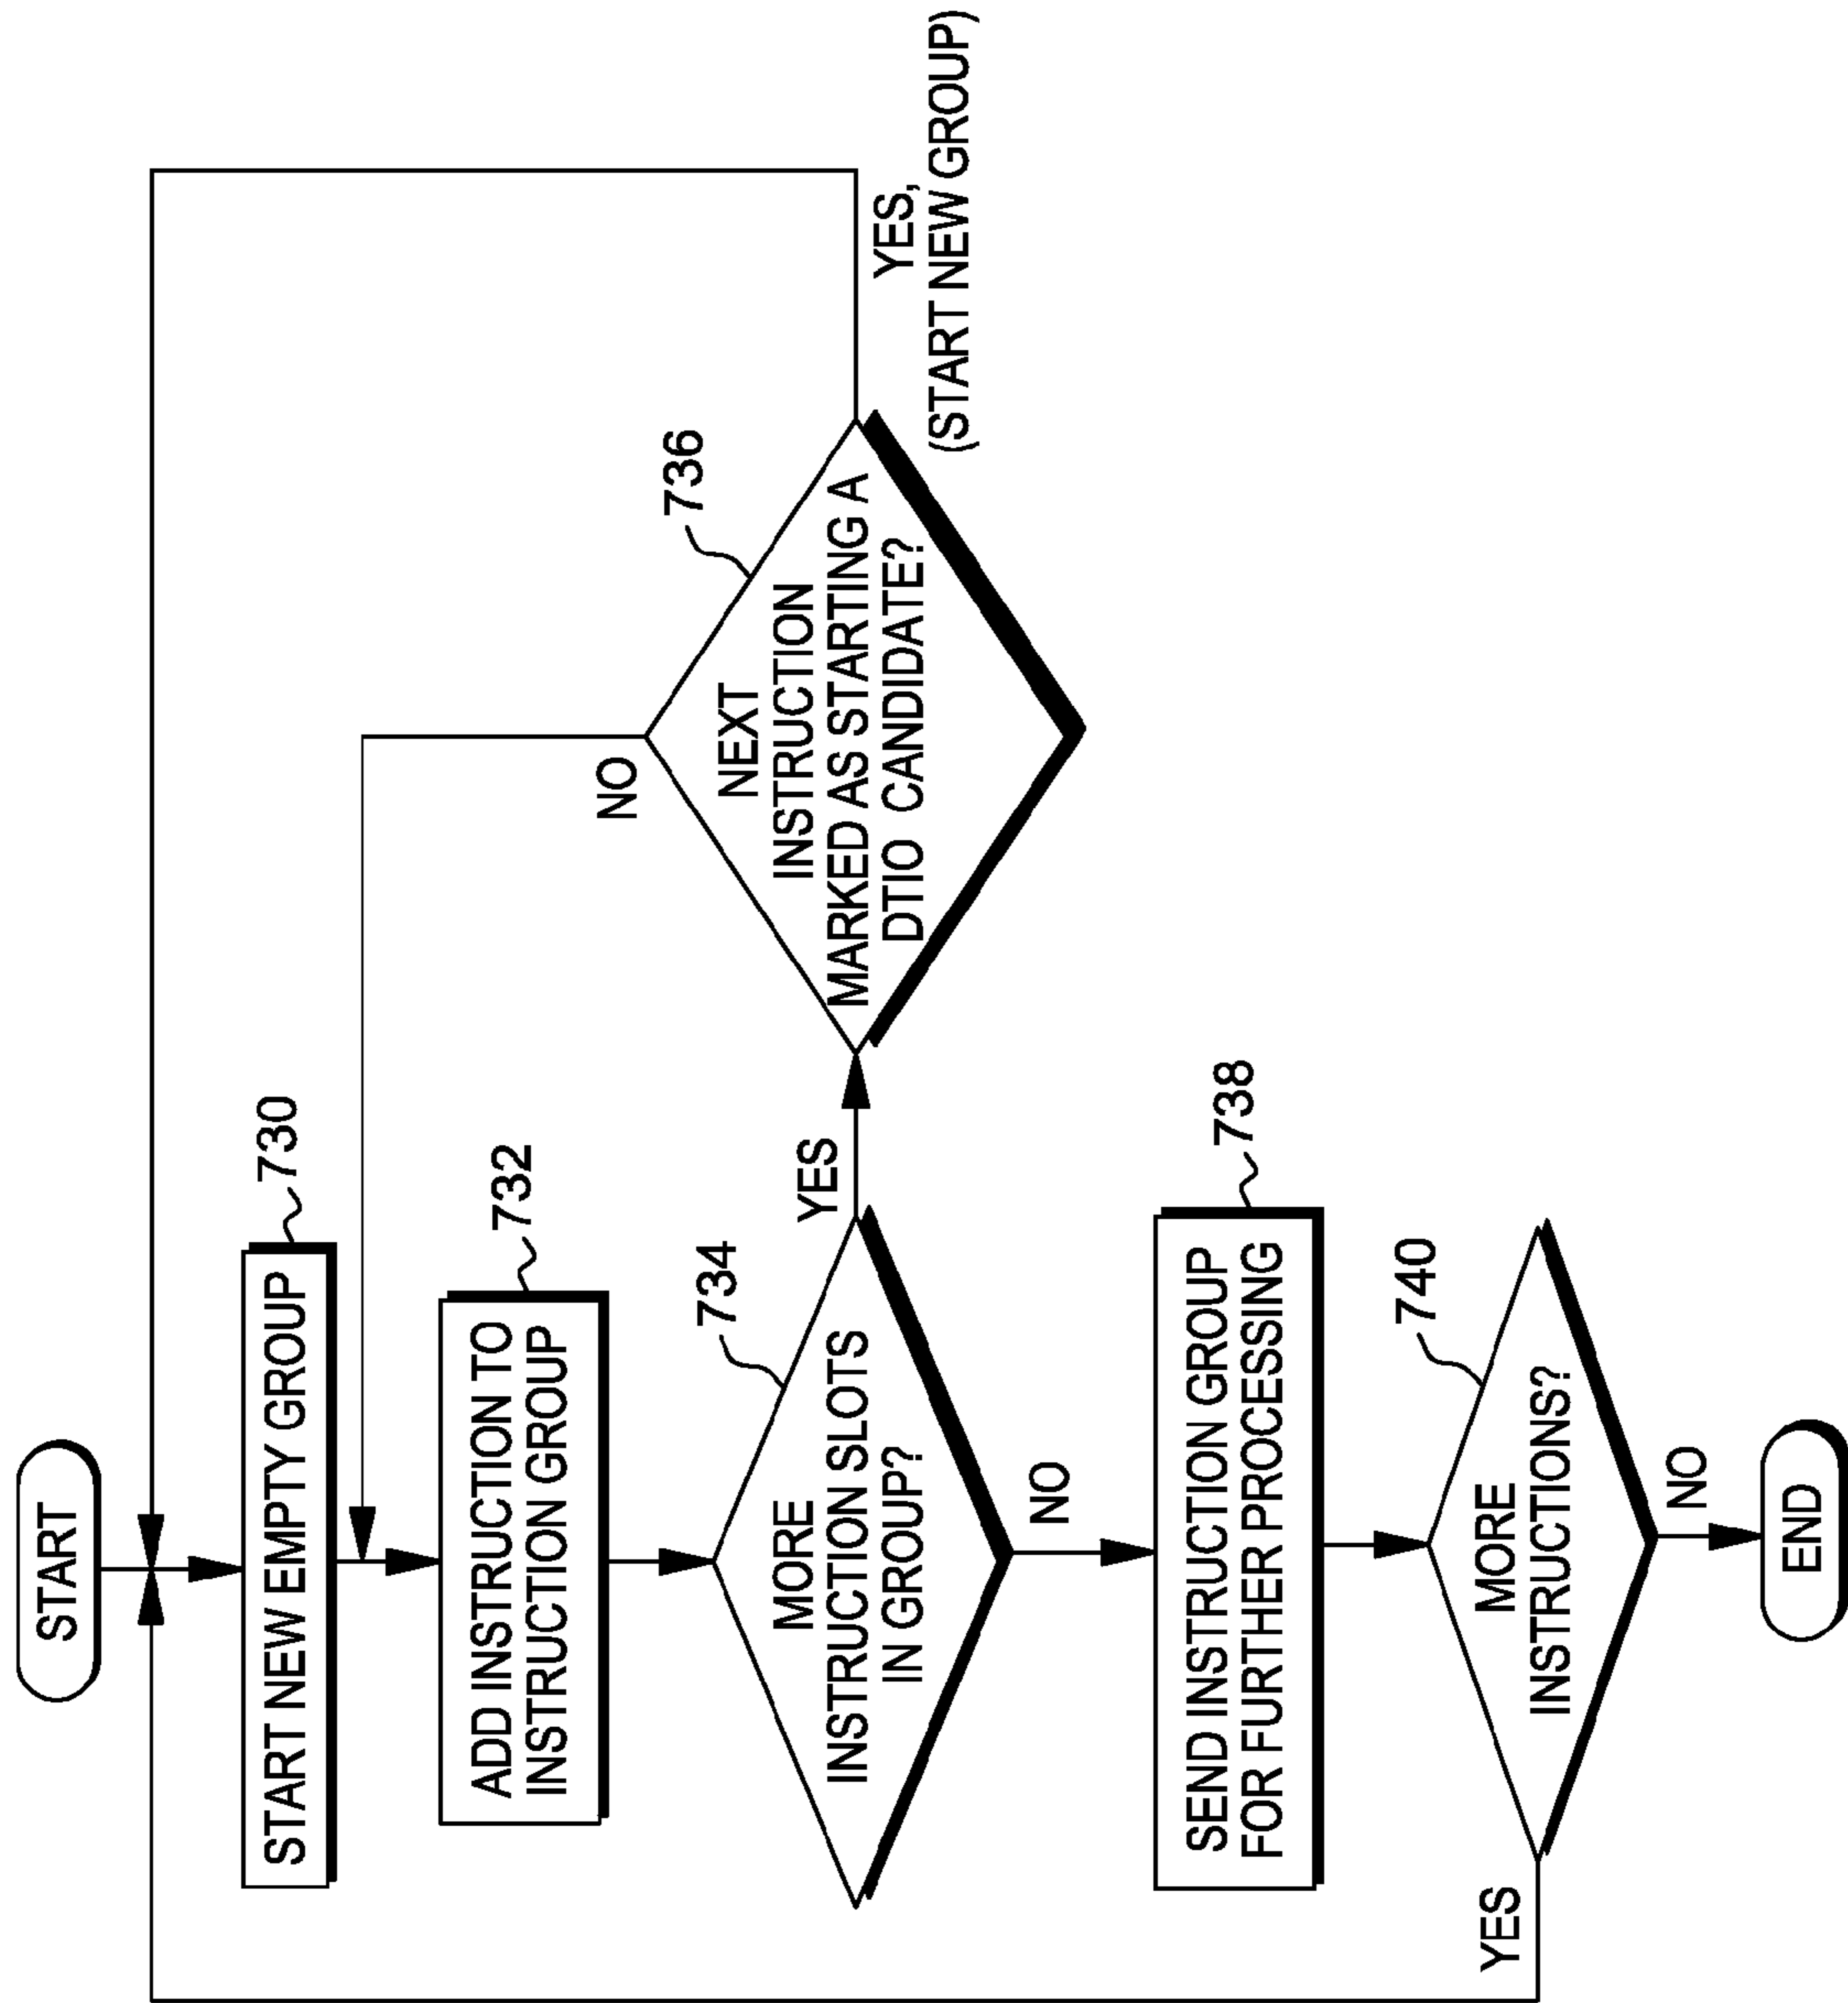 START
START NEW EMPTY GROUP
730
ADD INSTRUCTION TO
INSTRUCTION GROUP
732
MORE
INSTRUCTION SLOTS
IN GROUP?
734
YES
NEXT
INSTRUCTION
MARKED AS STARTING A
DTIO CANDIDATE?
736
NO
YES,
(START NEW GROUP)
NO
SEND INSTRUCTION GROUP
FOR FURTHER PROCESSING
738
MORE
INSTRUCTIONS?
740
YES
NO
END